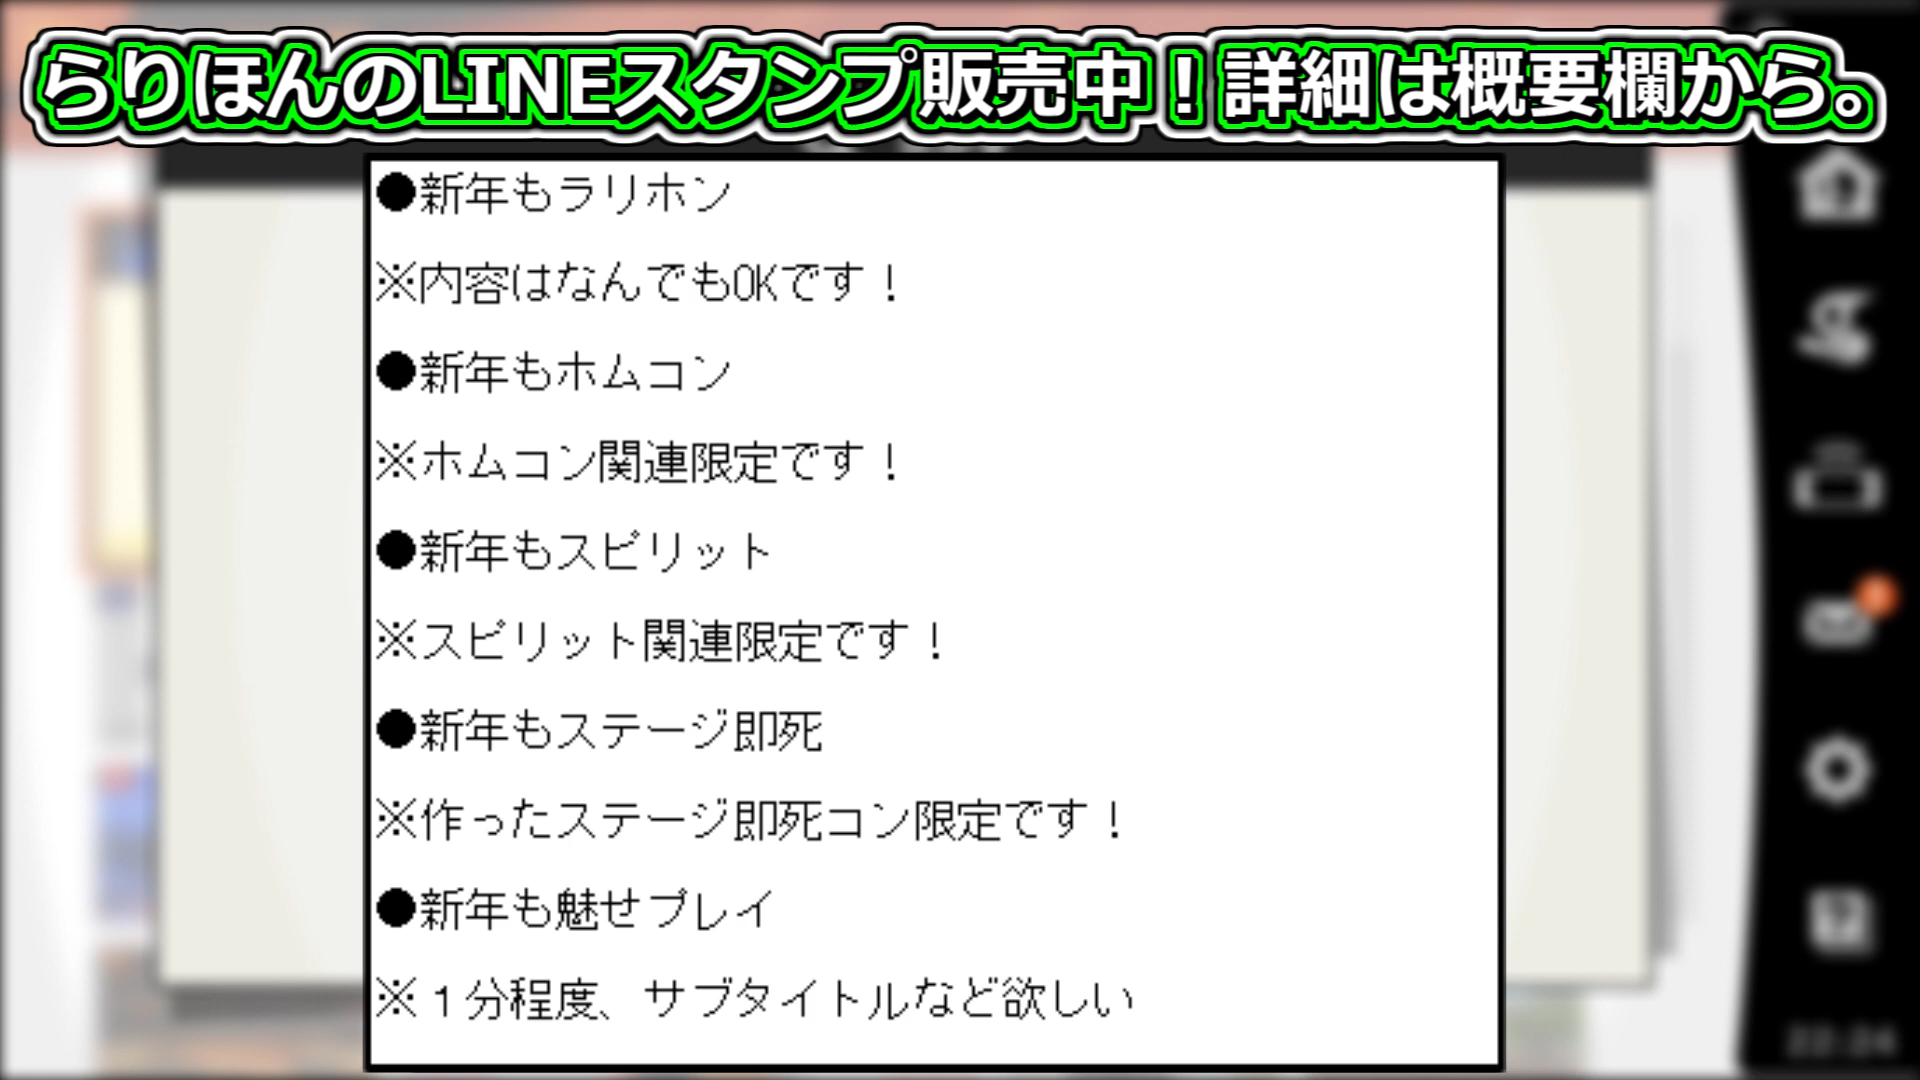 らりほんのLINEスタンプ販売中！詳細は概要欄から。
●新年もラリホン
※内容はなんでもOKです！
●新年もホムコン
※ホムコン関連限定です！
●新年もスピリット
※スピリット関連限定です！
●新年もステージ即死
※作ったステージ即死コン限定です！
●新年も魅せプレイ
※１分程度、サブタイトルなど欲しい